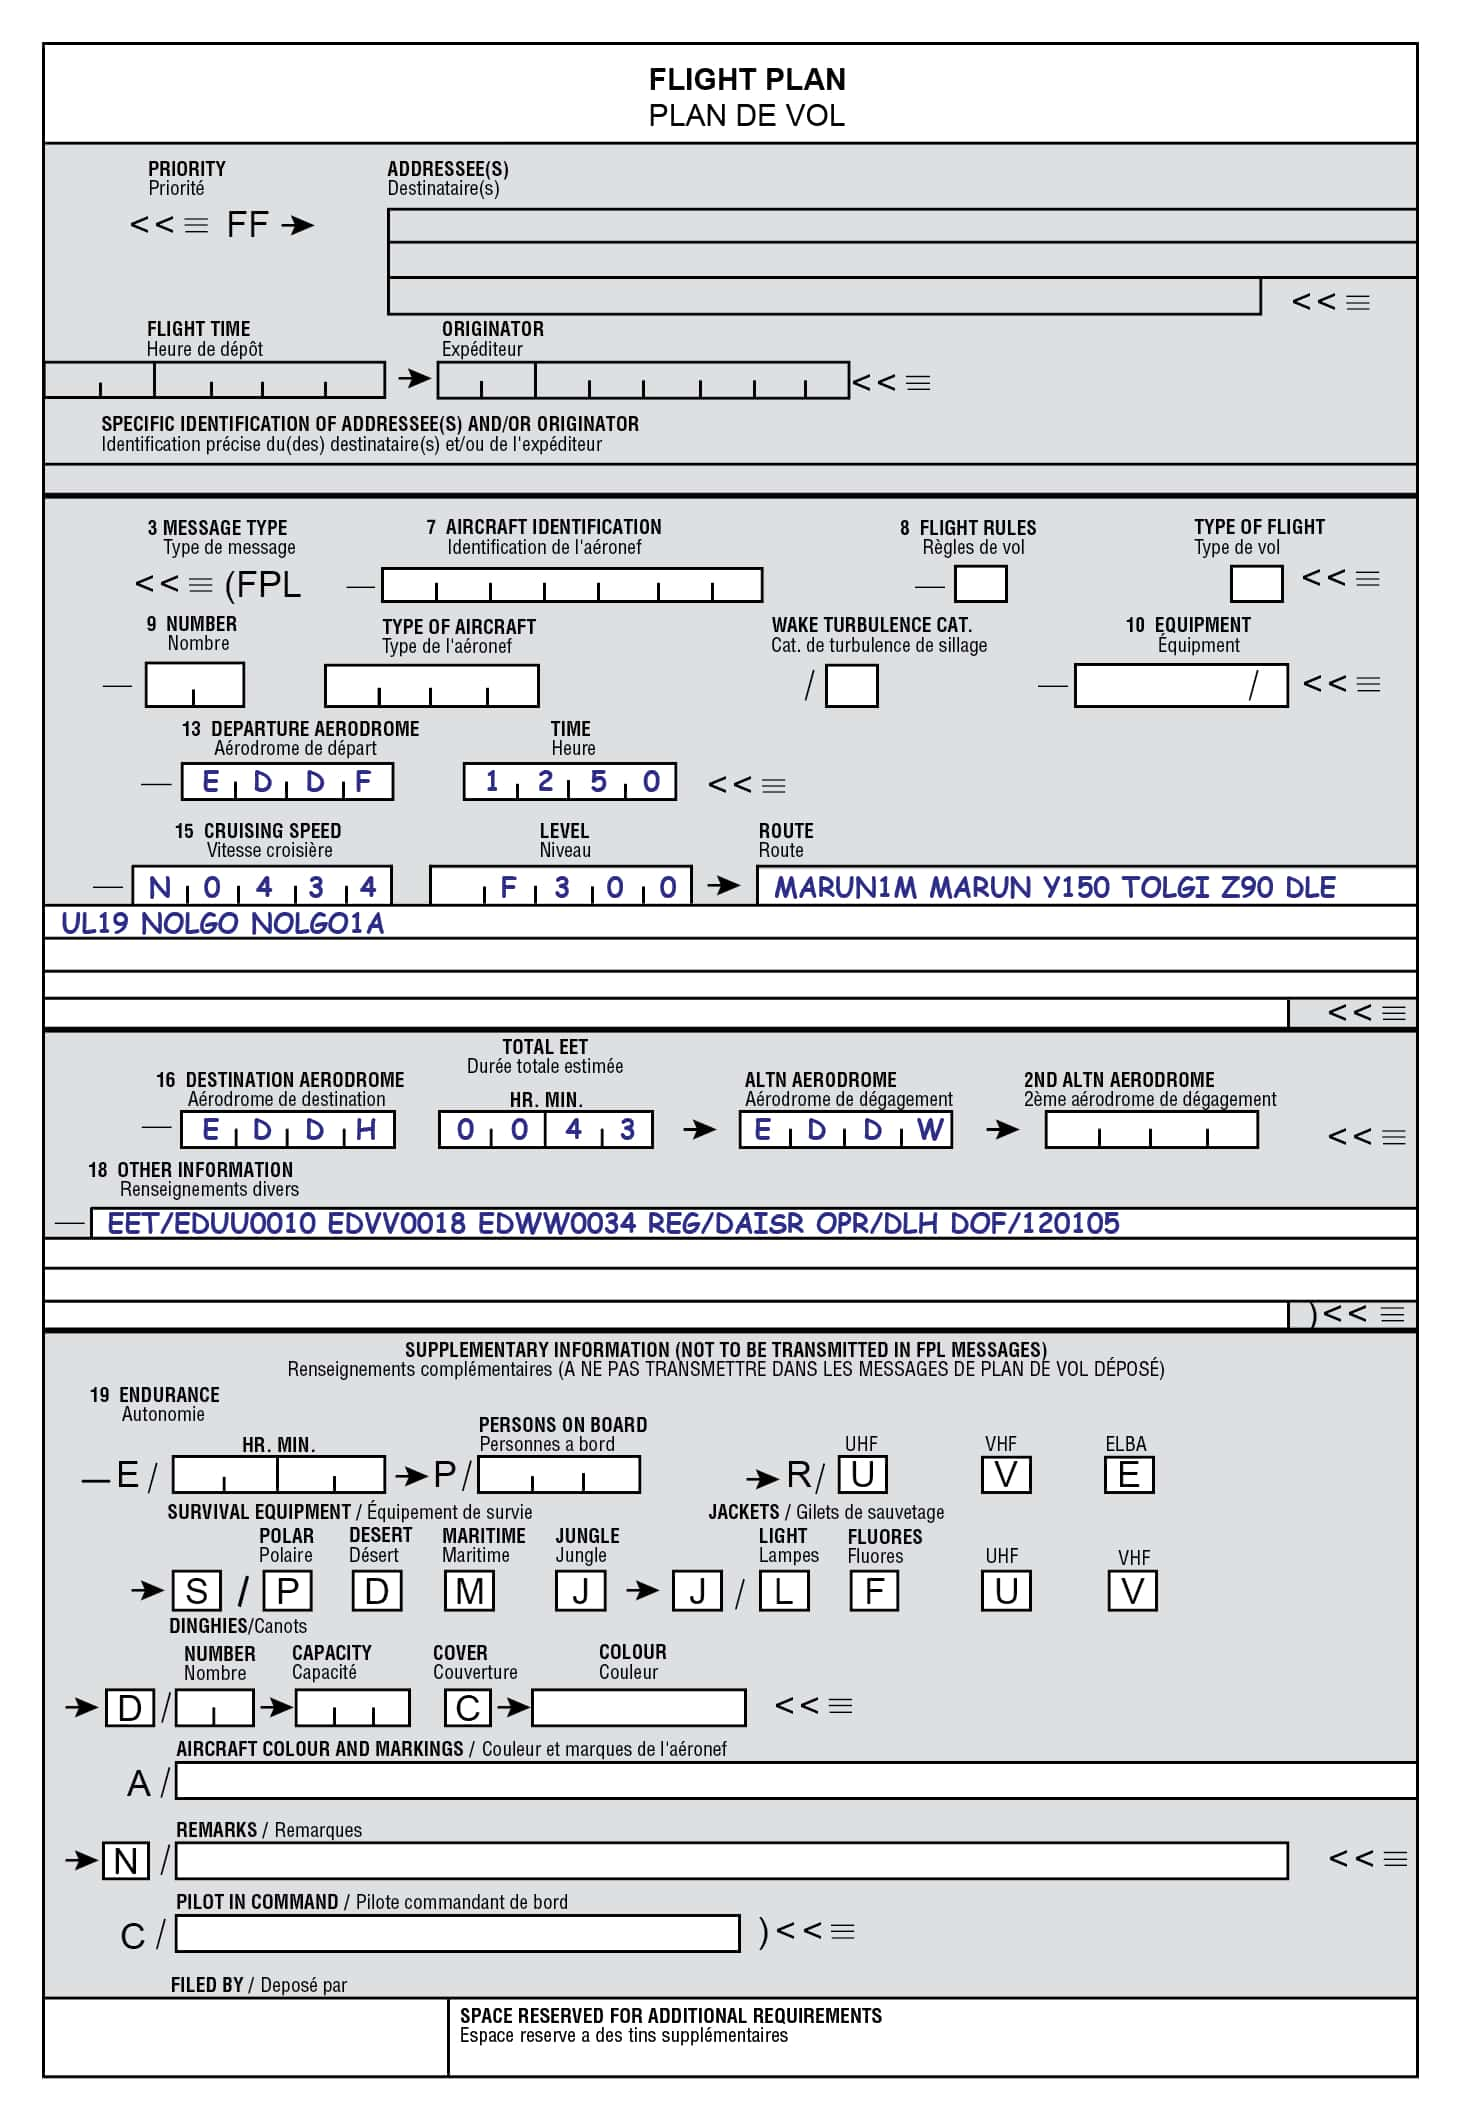 FLIGHT PLAN
PLAN DE VOL
PRIORITY
Priorité
ADDRESSEE(S)
Destinataire(s)
<<≡ FF ➔
<<≡
FLIGHT TIME
Heure de dépôt
ORIGINATOR
Expéditeur
➔ <<≡
SPECIFIC IDENTIFICATION OF ADDRESSEE(S) AND/OR ORIGINATOR
Identification précise du(des) destinataire(s) et/ou de l'expéditeur
3 MESSAGE TYPE
Type de message
7 AIRCRAFT IDENTIFICATION
Identification de l'aéronef
8 FLIGHT RULES
Règles de vol
TYPE OF FLIGHT
Type de vol
<<≡ (FPL — — <<≡
9 NUMBER
Nombre
TYPE OF AIRCRAFT
Type de l'aéronef
WAKE TURBULENCE CAT.
Cat. de turbulence de sillage
10 EQUIPMENT
Équipment
— / — / <<≡
13 DEPARTURE AERODROME
Aérodrome de départ
TIME
Heure
— EDDF 1250 <<≡
15 CRUISING SPEED
Vitesse croisière
LEVEL
Niveau
ROUTE
Route
— N0434 F300 ➔ MARUN1M MARUN Y150 TOLGI Z90 DLE
UL19 NOLGO NOLGO1A
<<≡
TOTAL EET
Durée totale estimée
16 DESTINATION AERODROME
Aérodrome de destination
HR. MIN.
ALTN AERODROME
Aérodrome de dégagement
2ND ALTN AERODROME
2ème aérodrome de dégagement
— EDDH 0043 ➔ EDDW ➔ <<≡
18 OTHER INFORMATION
Renseignements divers
— EET/EDUU0010 EDVV0018 EDWW0034 REG/DAISR OPR/DLH DOF/120105
)<<≡
SUPPLEMENTARY INFORMATION (NOT TO BE TRANSMITTED IN FPL MESSAGES)
Renseignements complémentaires (A NE PAS TRANSMETTRE DANS LES MESSAGES DE PLAN DE VOL DÉPOSÉ)
19 ENDURANCE
Autonomie
HR. MIN.
PERSONS ON BOARD
Personnes a bord
UHF VHF ELBA
—E / ➔ P/ ➔ R/ U V E
SURVIVAL EQUIPMENT / Équipement de survie
JACKETS / Gilets de sauvetage
POLAR DESERT MARITIME JUNGLE LIGHT FLUORES
Polaire Désert Maritime Jungle Lampes Fluores UHF VHF
➔ S / P D M J ➔ J / L F U V
DINGHIES/Canots
NUMBER CAPACITY COVER COLOUR
Nombre Capacité Couverture Couleur
➔ D / ➔ C ➔ <<≡
AIRCRAFT COLOUR AND MARKINGS / Couleur et marques de l'aéronef
A /
REMARKS / Remarques
➔ N / <<≡
PILOT IN COMMAND / Pilote commandant de bord
C / )<<≡
FILED BY / Deposé par
SPACE RESERVED FOR ADDITIONAL REQUIREMENTS
Espace reserve a des tins supplémentaires